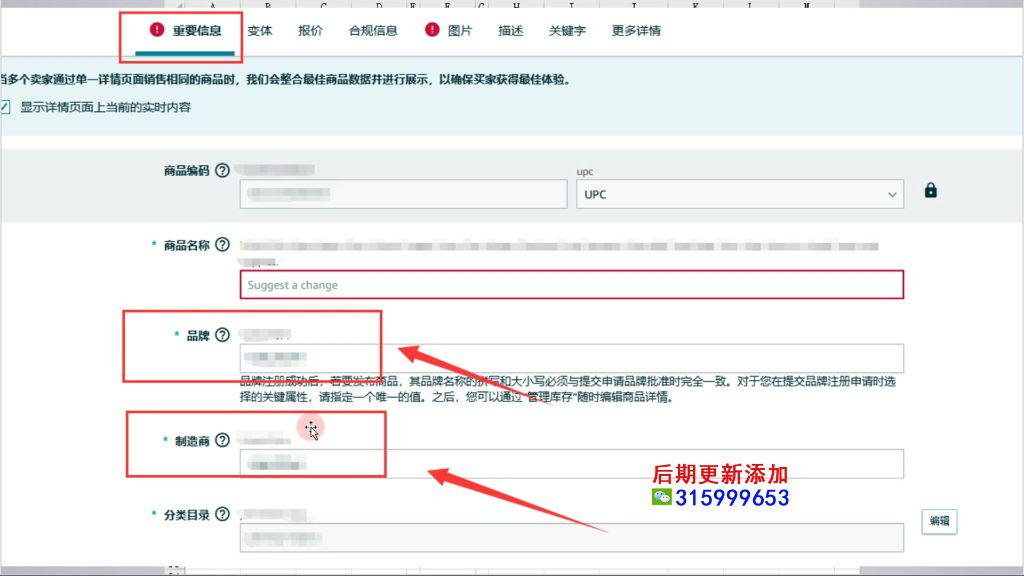 A B C D E F G H I J K L M
重要信息 变体 报价 合规信息 图片 描述 关键字 更多详情
当多个卖家通过单一详情页面销售相同的商品时，我们会整合最佳商品数据并进行展示，以确保买家获得最佳体验。
显示详情页面上当前的实时内容
商品编码
upc
UPC
* 商品名称
Suggest a change
* 品牌
品牌注册成功后，若要发布商品，其品牌名称的拼写和大小写必须与提交申请品牌批准时完全一致。对于您在提交品牌注册申请时选
择的关键属性，请指定一个唯一的值。之后，您可以通过"管理库存"随时编辑商品详情。
* 制造商
后期更新添加
315999653
* 分类目录
编辑